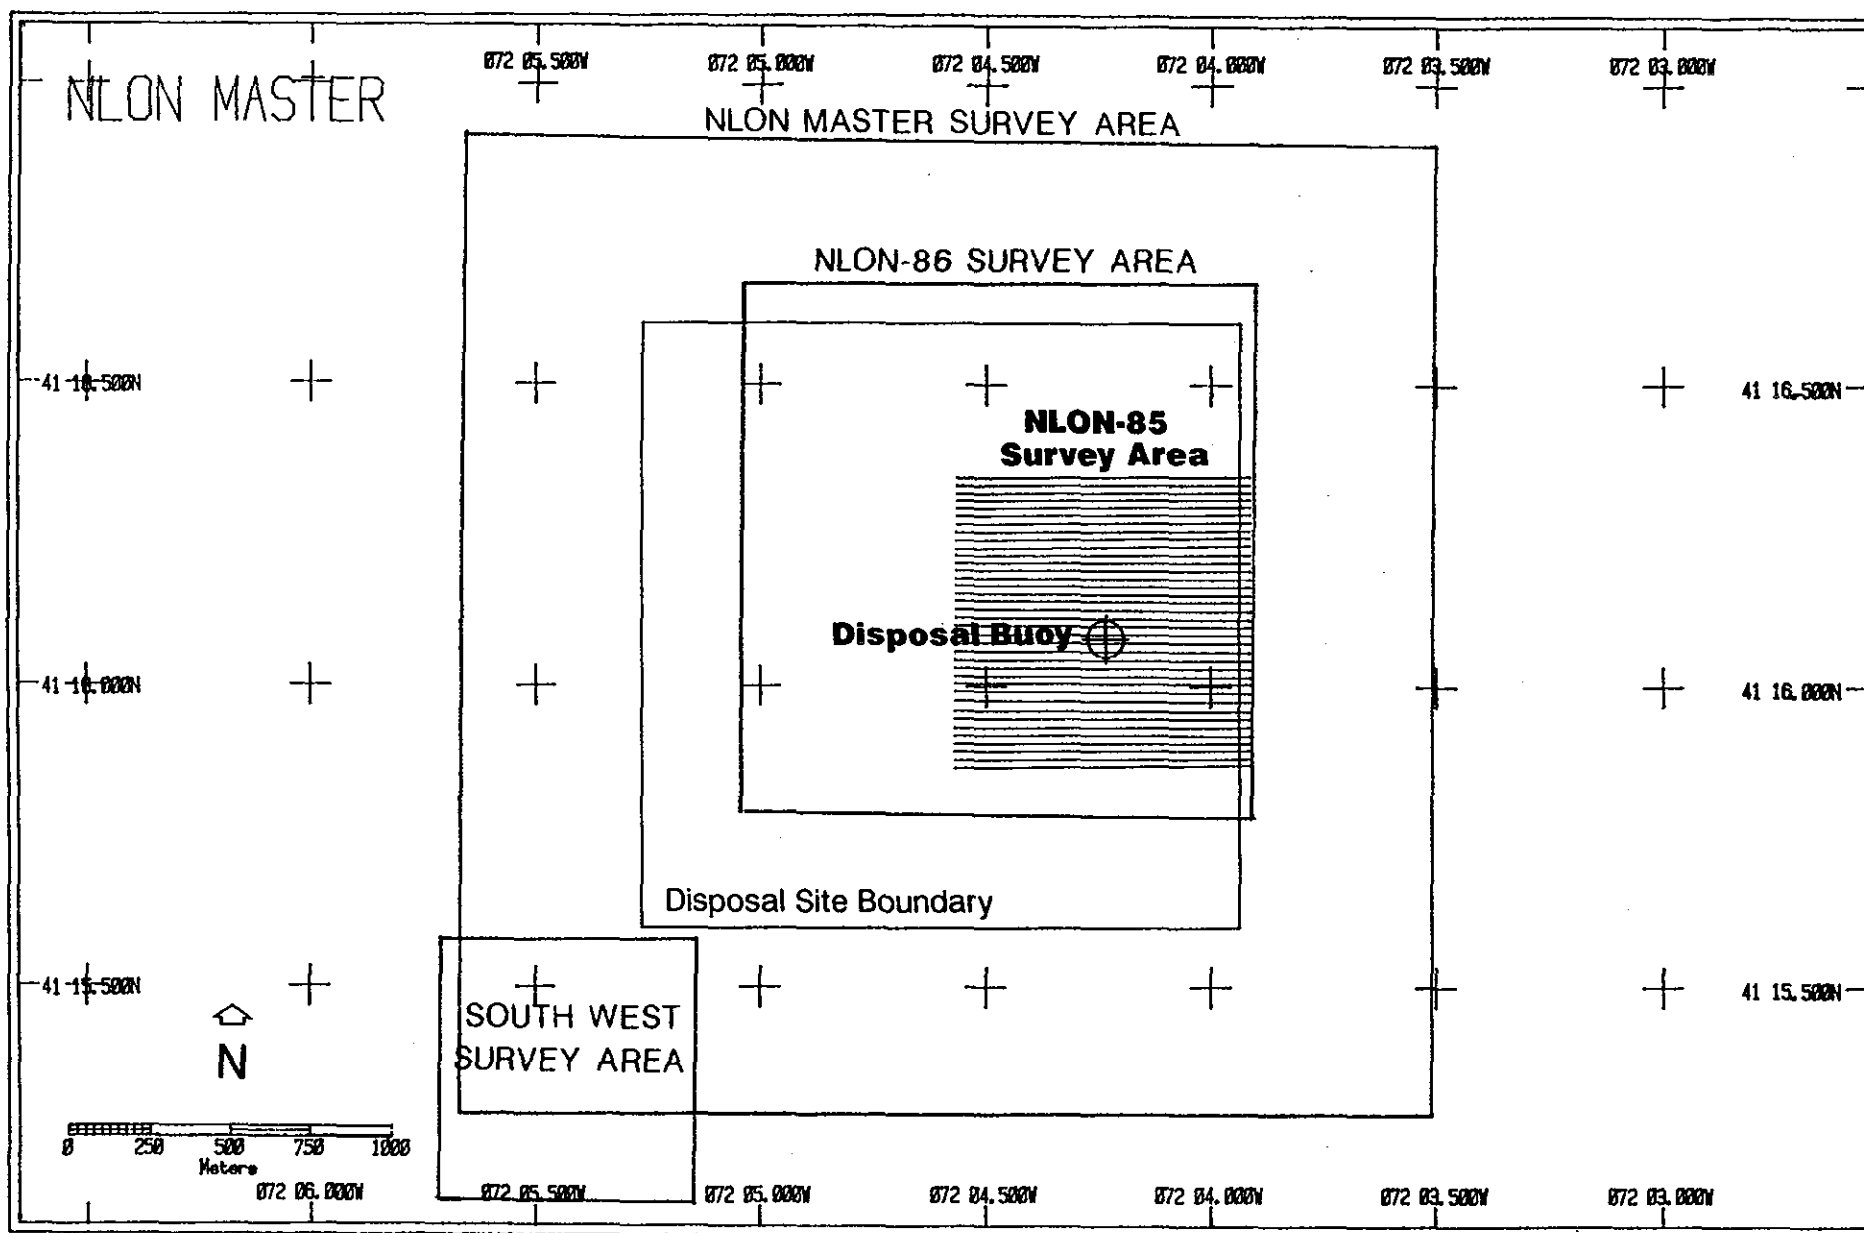 072 05.500W 072 05.000W 072 04.500W 072 04.000W 072 03.500W 072 03.000W
NLON MASTER
NLON MASTER SURVEY AREA
NLON-86 SURVEY AREA
41 16.500N 41 16.500N
NLON-85
Survey Area
Disposal Buoy
41 16.000N 41 16.000N
Disposal Site Boundary
41 15.500N 41 15.500N
SOUTH WEST
SURVEY AREA
N
0 250 500 750 1000
Meters
072 06.000W 072 05.500W 072 05.000W 072 04.500W 072 04.000W 072 03.500W 072 03.000W